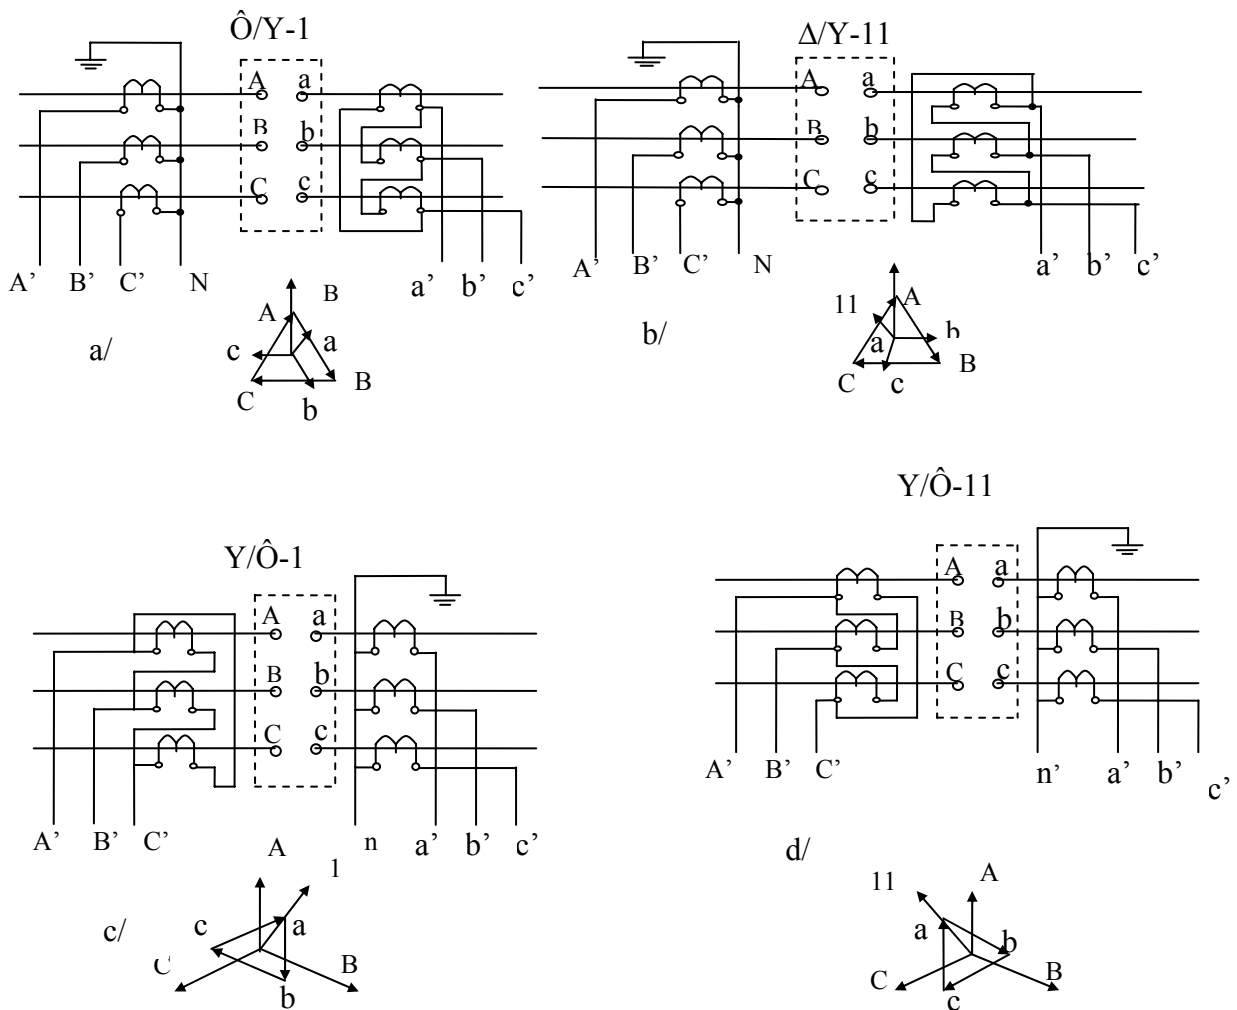 Ô/Y-1
A a
B b
C c
A’ B’ C’ N a’ b’ c’
a/
B
A
a
c
B
C
b
Δ/Y-11
A a
B b
C c
A’ B’ C’ N a’ b’ c’
b/
11 A
b
a
B
C c
Y/Ô-1
A a
B b
C c
A’ B’ C’ n a’ b’ c’
c/
A
1
c a
C B
b
Y/Ô-11
A a
B b
C c
A’ B’ C’ n’ a’ b’ c’
d/
11 A
a b
C B
c